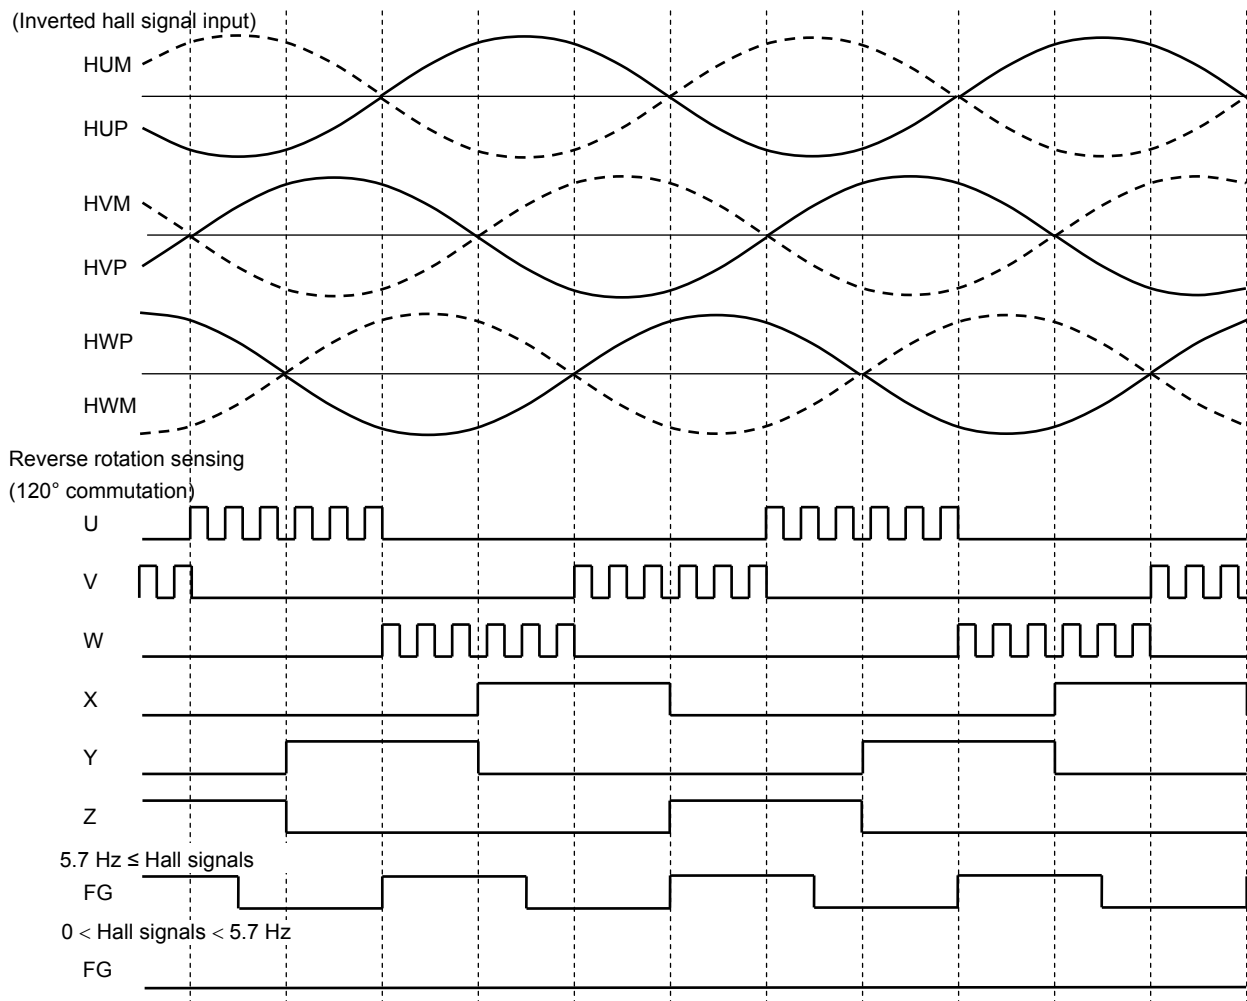 (Inverted hall signal input)
HUM
HUP
HVM
HVP
HWP
HWM
Reverse rotation sensing
(120° commutation)
U
V
W
X
Y
Z
5.7 Hz ≤ Hall signals
FG
0 < Hall signals < 5.7 Hz
FG